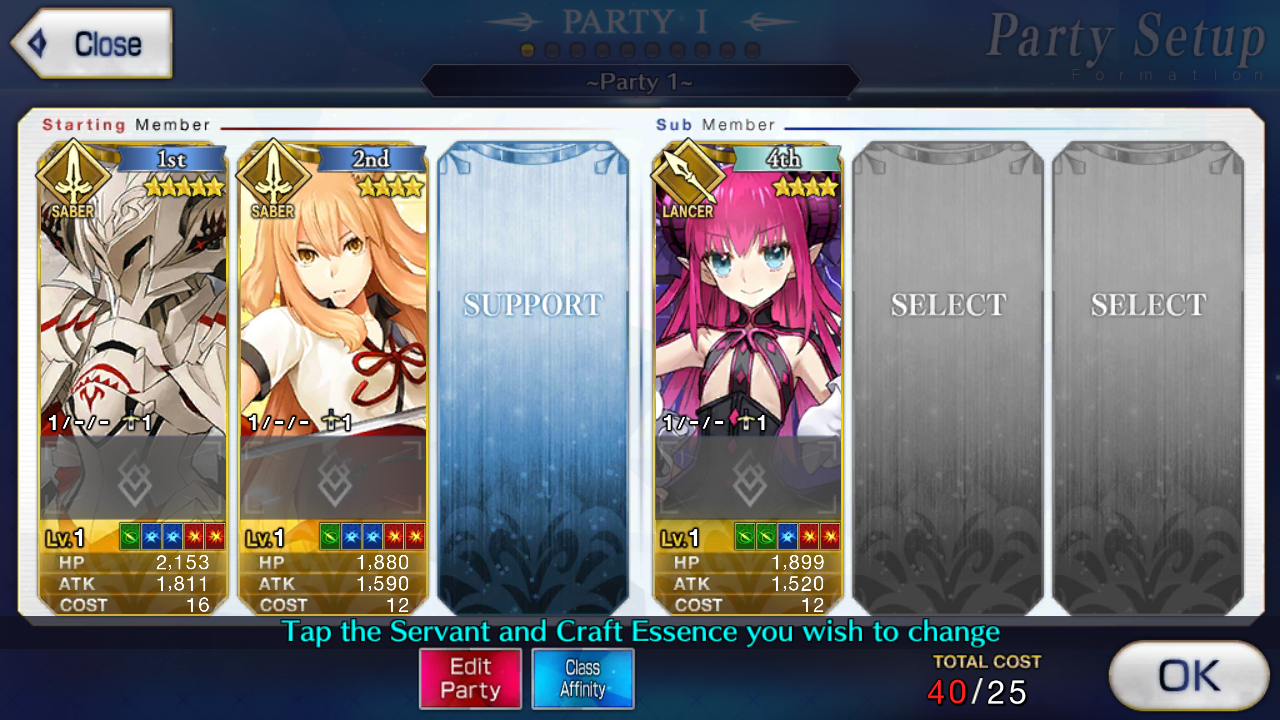 Close
PARTY I
Party Setup
Formation
~Party 1~
Starting Member
Sub Member
1st
SABER
2nd
SABER
SUPPORT
4th
LANCER
SELECT
SELECT
1/-/- 1
1/-/- 1
1/-/- 1
Lv.1
HP 2,153
ATK 1,811
COST 16
Lv.1
HP 1,880
ATK 1,590
COST 12
Lv.1
HP 1,899
ATK 1,520
COST 12
Tap the Servant and Craft Essence you wish to change
Edit
Party
Class
Affinity
TOTAL COST
40/25
OK